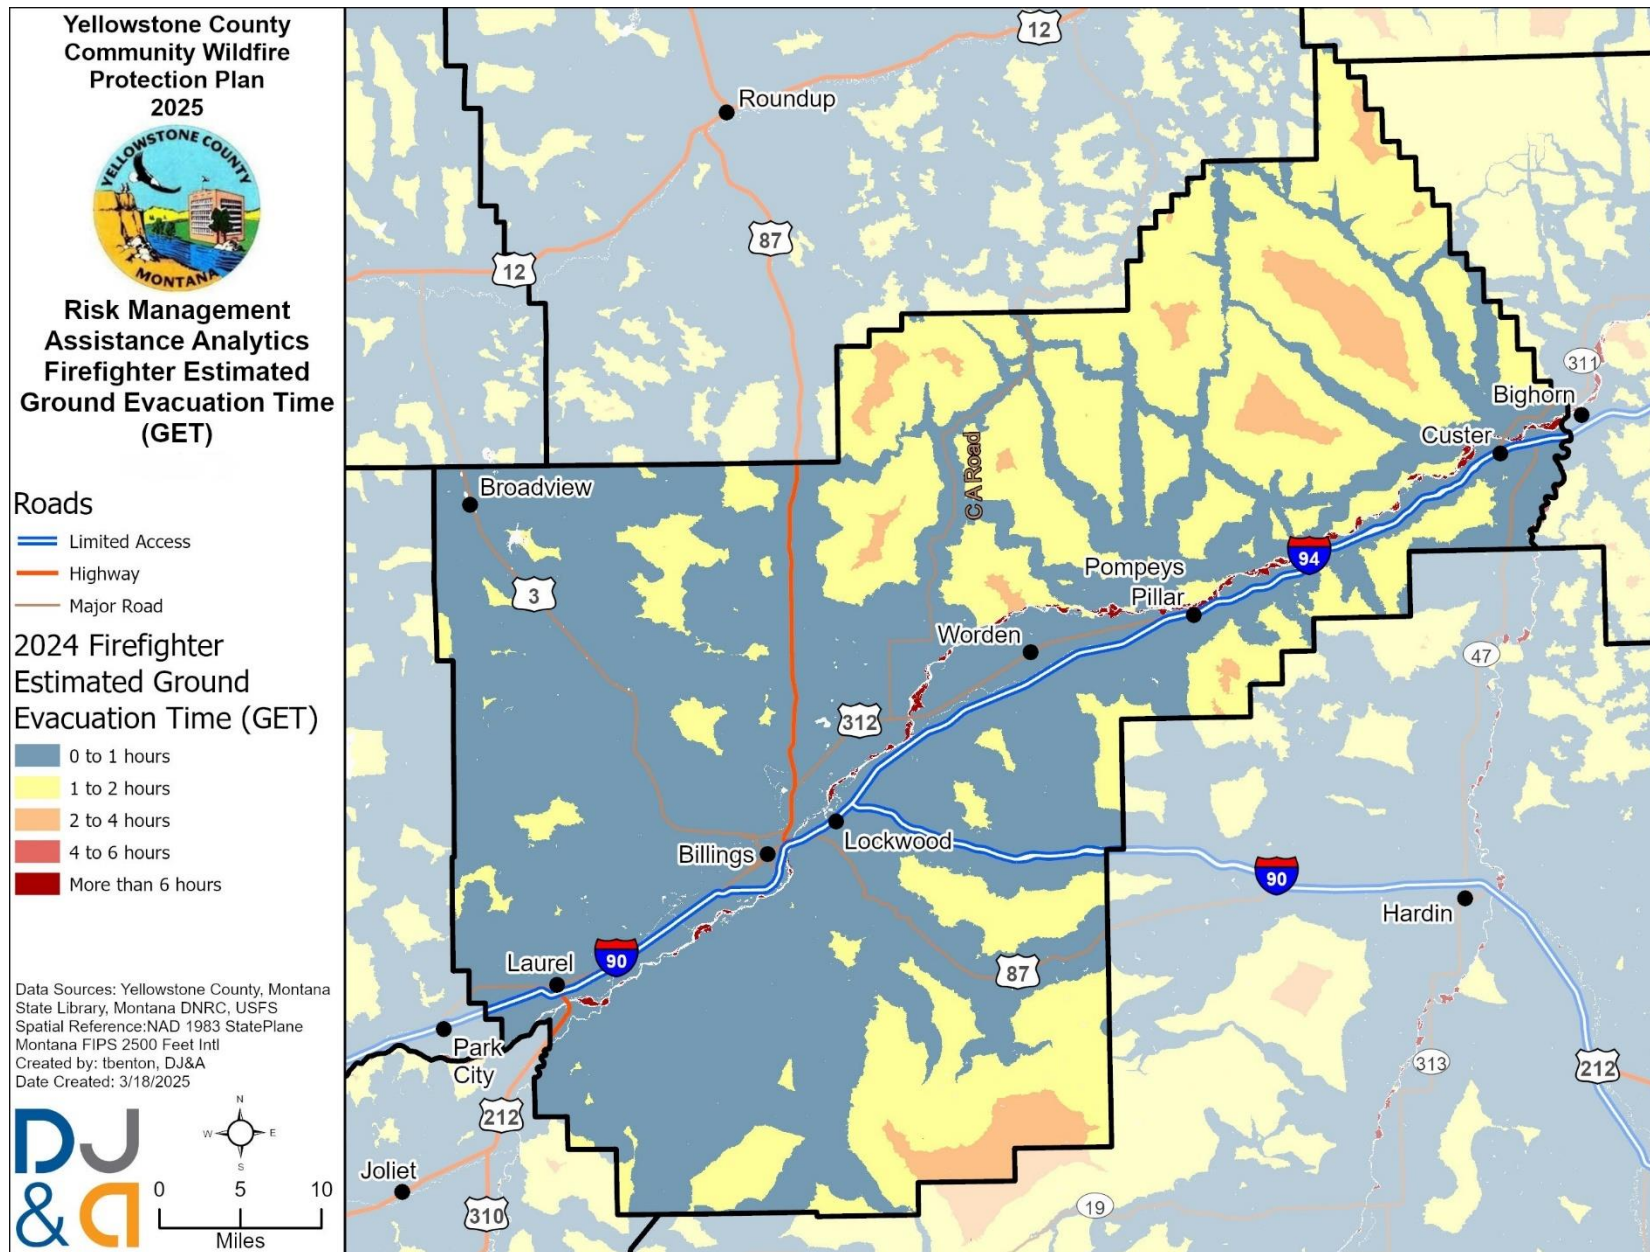 Yellowstone County
Community Wildfire
Protection Plan
2025
YELLOWSTONE COUNTY
MONTANA
Risk Management
Assistance Analytics
Firefighter Estimated
Ground Evacuation Time
(GET)
Roads
Limited Access
Highway
Major Road
2024 Firefighter
Estimated Ground
Evacuation Time (GET)
0 to 1 hours
1 to 2 hours
2 to 4 hours
4 to 6 hours
More than 6 hours
Data Sources: Yellowstone County, Montana
State Library, Montana DNRC, USFS
Spatial Reference:NAD 1983 StatePlane
Montana FIPS 2500 Feet Intl
Created by: tbenton, DJ&A
Date Created: 3/18/2025
DJ
&a
N
W E
S
0 5 10
Miles
12
Roundup
87
12
311
Bighorn
Custer
C A Road
Broadview
94
Pompeys
Pillar
3
Worden
47
312
Lockwood
Billings
90
Hardin
Laurel
90
87
Park
City
313
212
212
Joliet
19
310